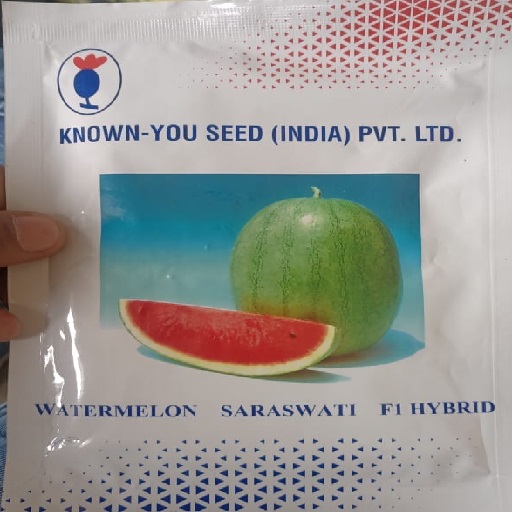 KNOWN-YOU SEED (INDIA) PVT. LTD.
WATERMELON SARASWATI F1 HYBRID